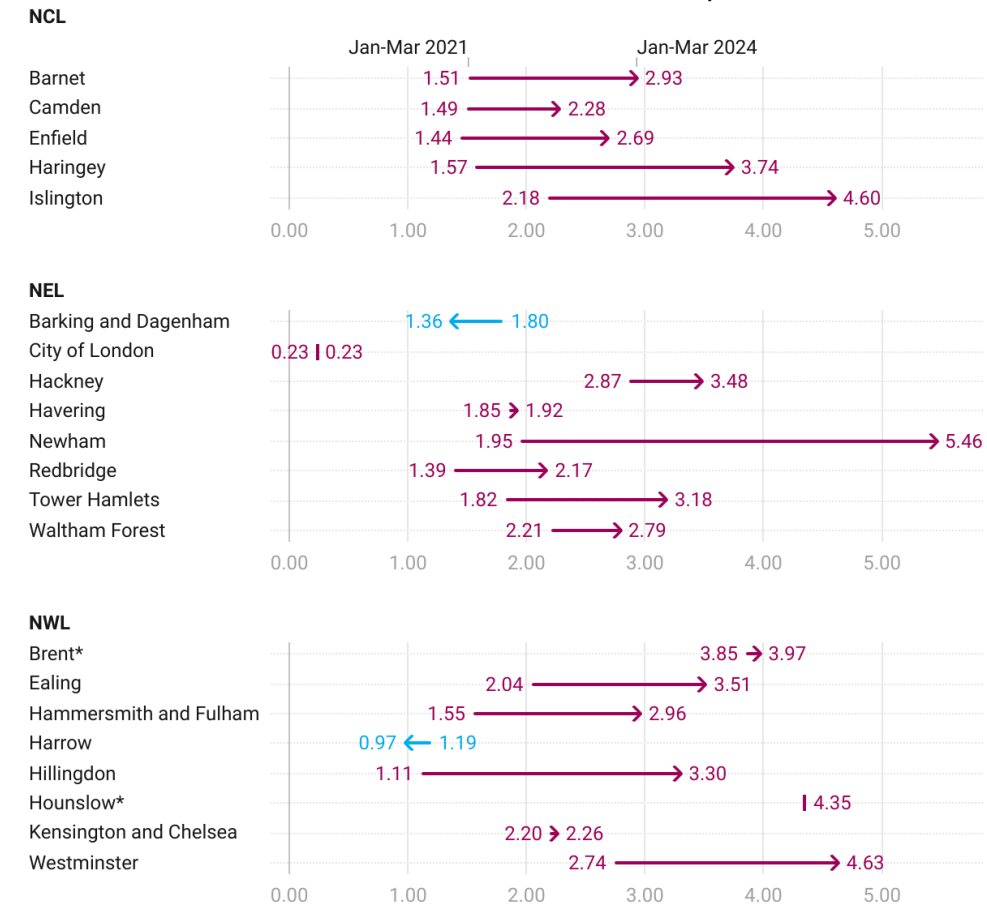 NCL
Jan-Mar 2021 Jan-Mar 2024
Barnet 1.51 2.93
Camden 1.49 2.28
Enfield 1.44 2.69
Haringey 1.57 3.74
Islington 2.18 4.60
0.00 1.00 2.00 3.00 4.00 5.00
NEL
Barking and Dagenham 1.36 1.80
City of London 0.23 0.23
Hackney 2.87 3.48
Havering 1.85 1.92
Newham 1.95 5.46
Redbridge 1.39 2.17
Tower Hamlets 1.82 3.18
Waltham Forest 2.21 2.79
0.00 1.00 2.00 3.00 4.00 5.00
NWL
Brent* 3.85 3.97
Ealing 2.04 3.51
Hammersmith and Fulham 1.55 2.96
Harrow 0.97 1.19
Hillingdon 1.11 3.30
Hounslow* 4.35
Kensington and Chelsea 2.20 2.26
Westminster 2.74 4.63
0.00 1.00 2.00 3.00 4.00 5.00